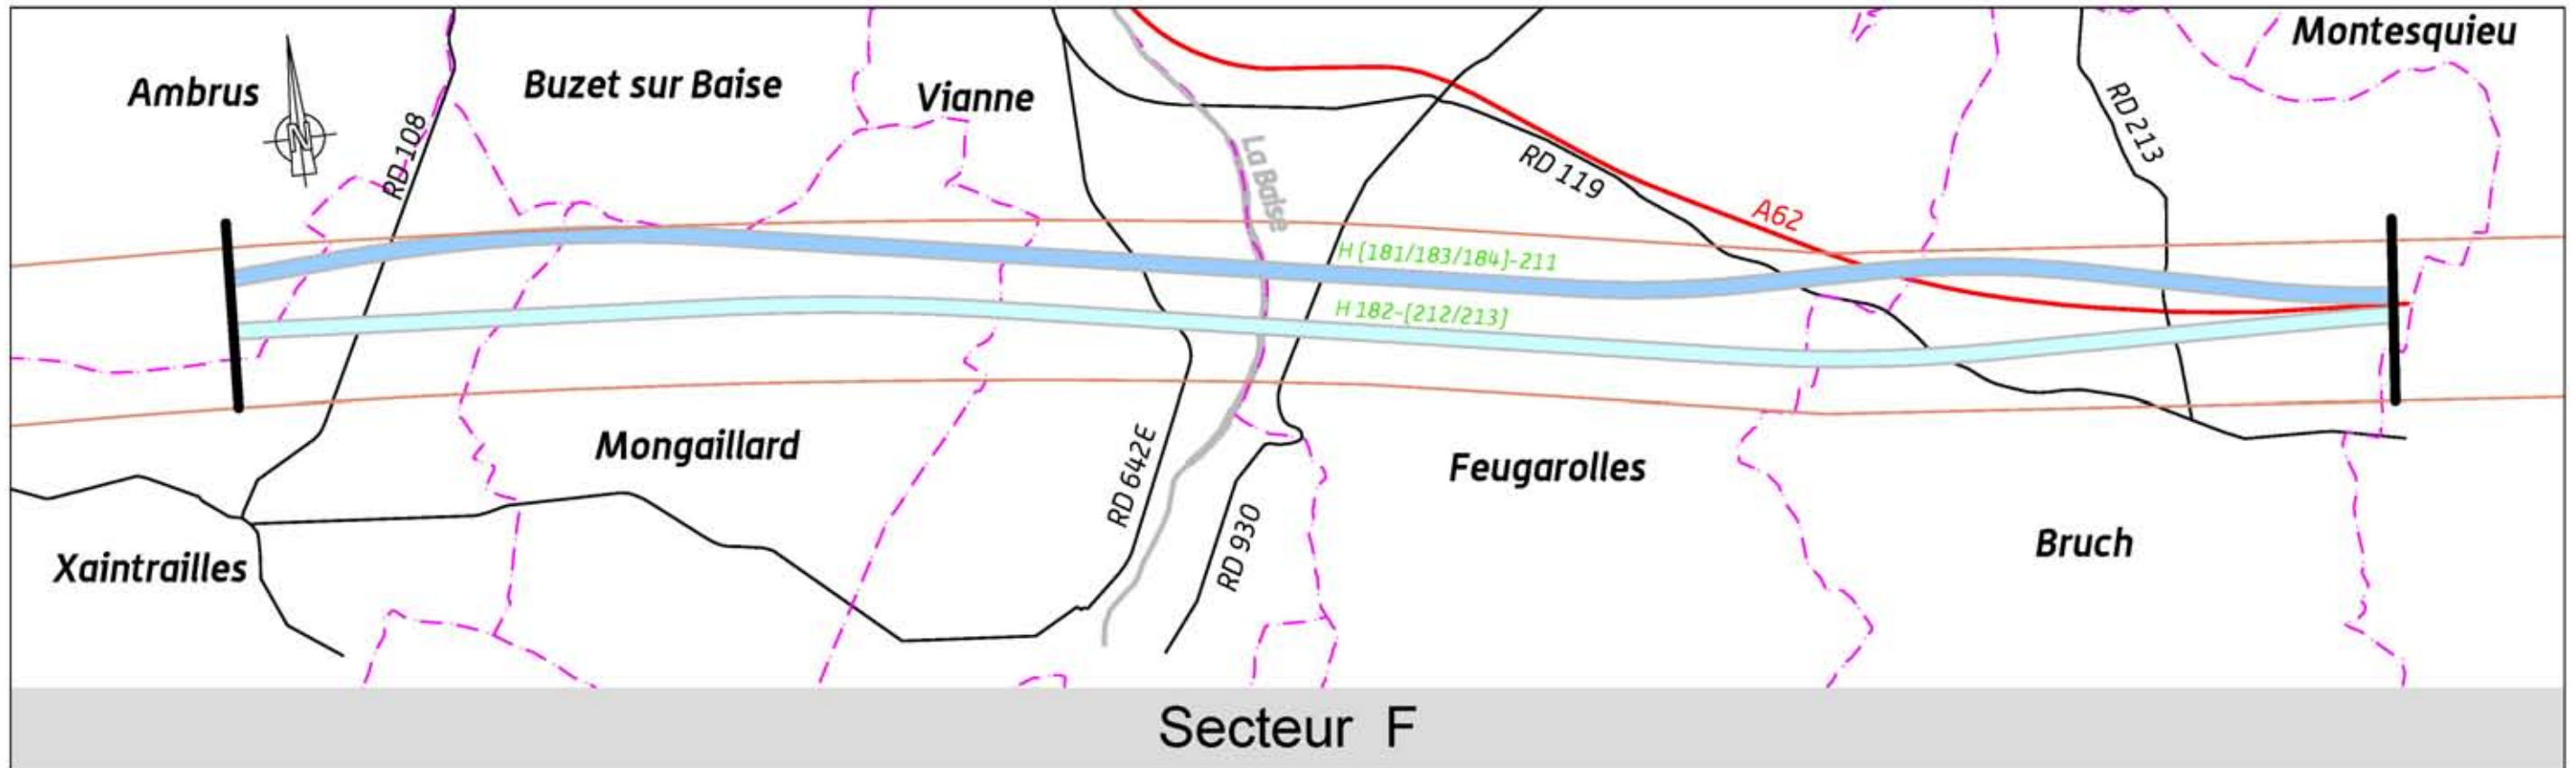 Montesquieu
Ambrus
Buzet sur Baise
Vianne
N
RD 108
La Baïse
RD 119
RD 213
A62
H (181/183/184)-211
H 182-(212/213)
Mongaillard
RD 642E
Feugarolles
RD 930
Xaintrailles
Bruch
Secteur F